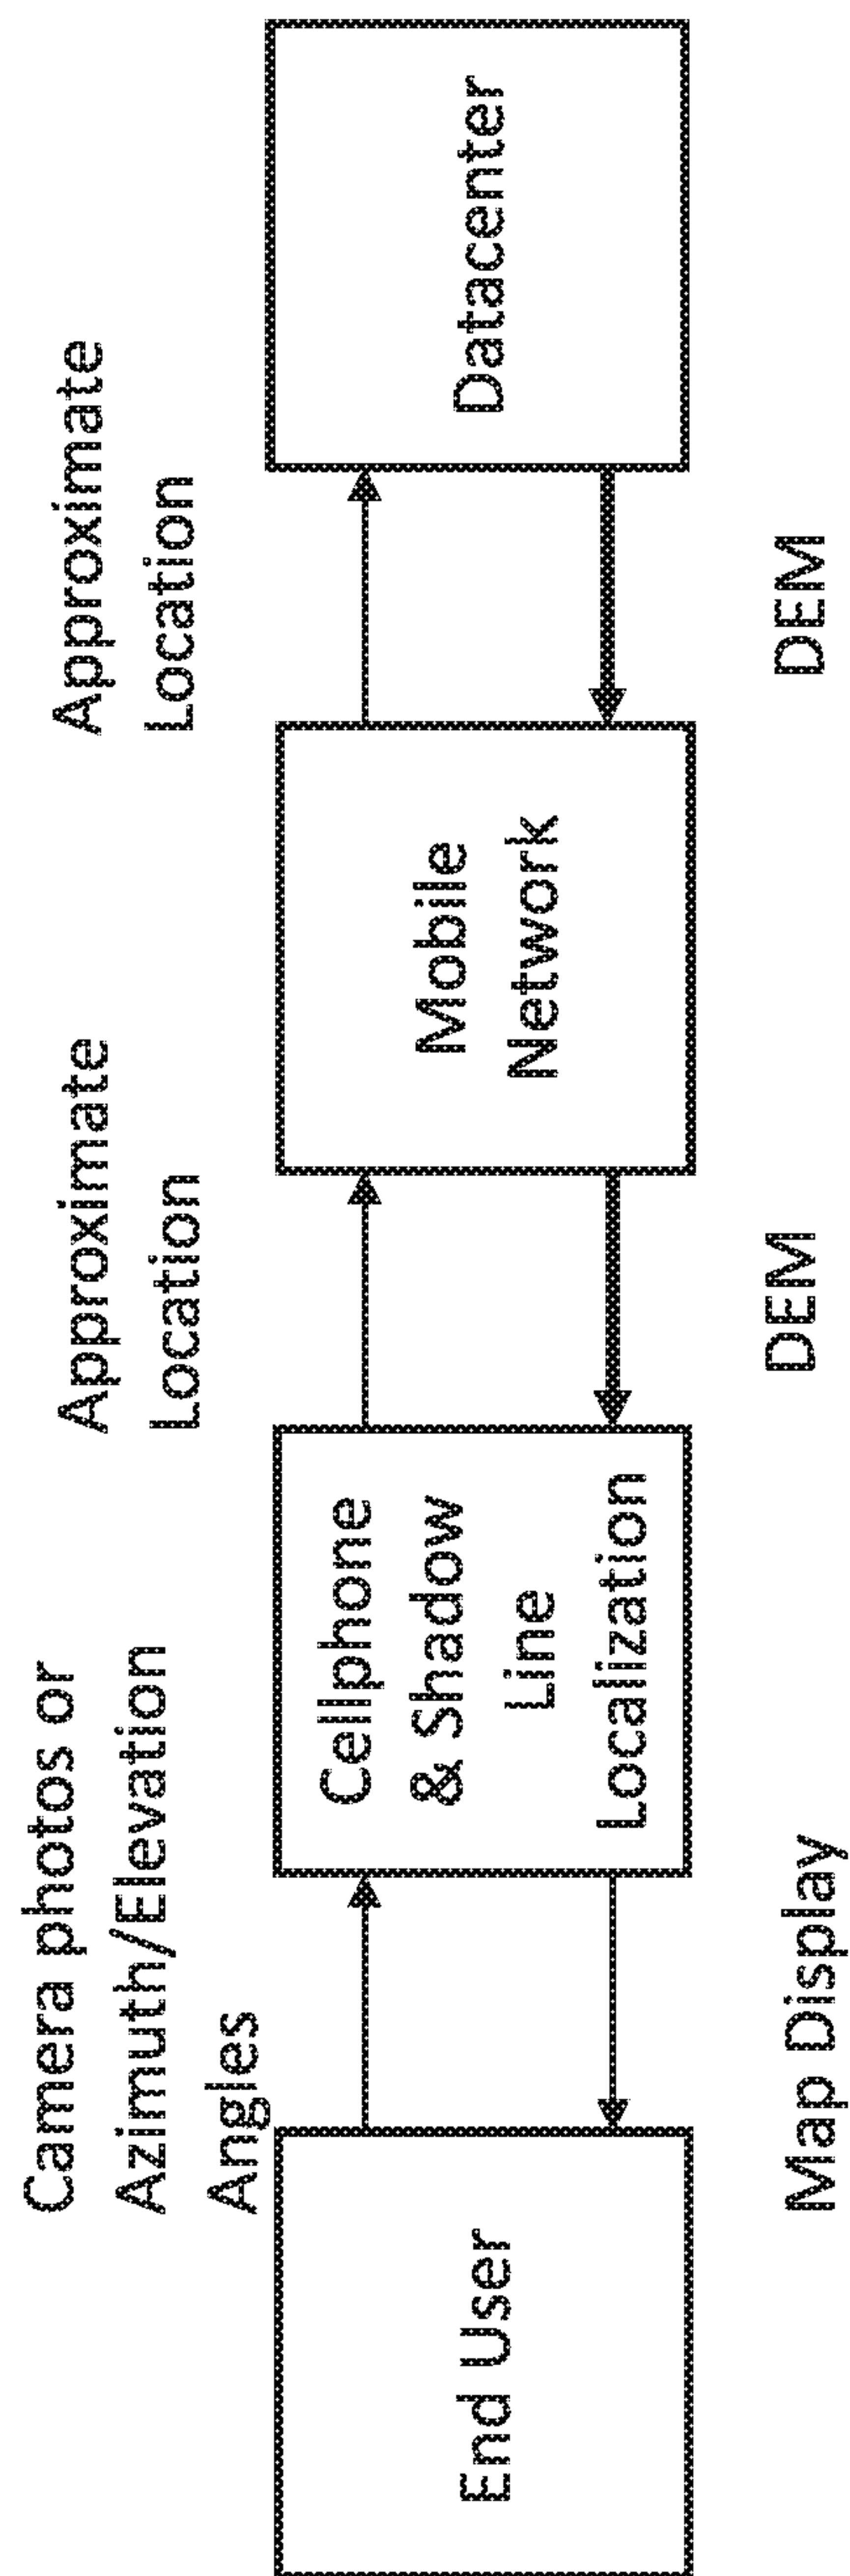 Camera photos or
Azimuth/Elevation
Angles
Approximate
Location
Approximate
Location
End User
Cellphone
& Shadow
Line
Localization
Mobile
Network
Datacenter
Map Display
DEM
DEM